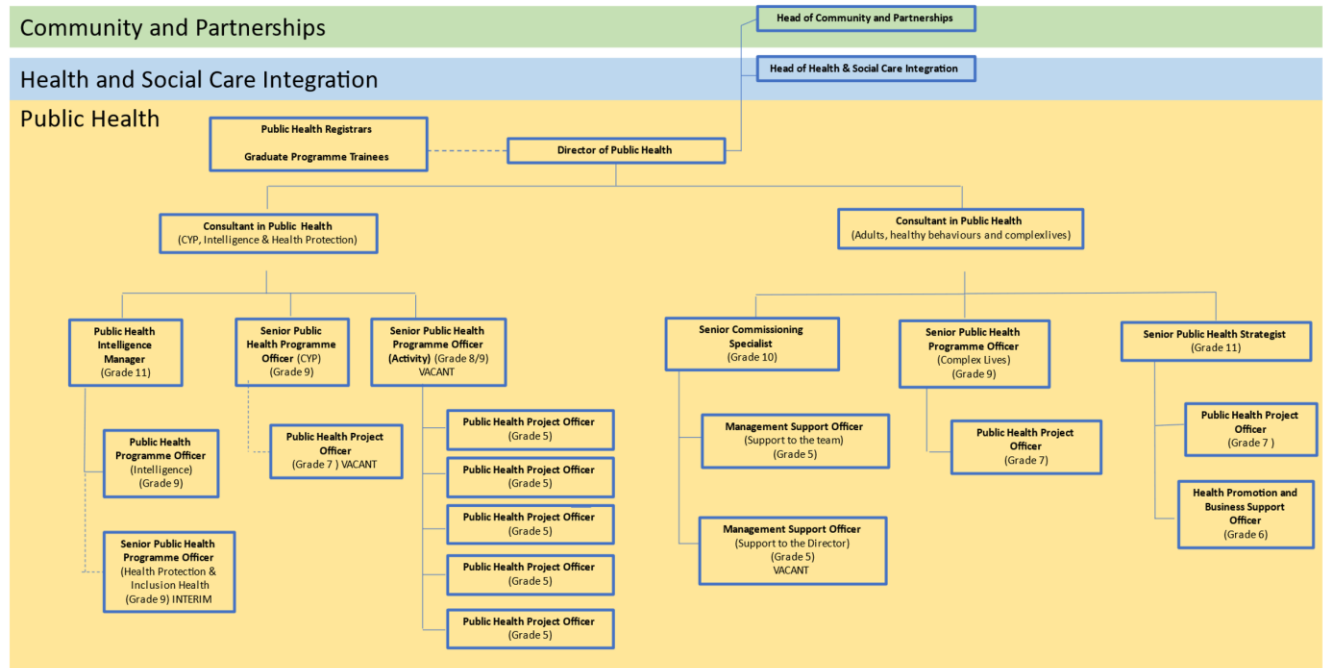 Community and Partnerships
Head of Community and Partnerships
Health and Social Care Integration
Head of Health & Social Care Integration
Public Health
Public Health Registrars
Graduate Programme Trainees
Director of Public Health
Consultant in Public Health
(CYP, Intelligence & Health Protection)
Consultant in Public Health
(Adults, healthy behaviours and complexlives)
Public Health
Intelligence
Manager
(Grade 11)
Senior Public
Health Programme
Officer (CYP)
(Grade 9)
Senior Public Health
Programme Officer
(Activity) (Grade 8/9)
VACANT
Senior Commissioning
Specialist
(Grade 10)
Senior Public Health
Programme Officer
(Complex Lives)
(Grade 9)
Senior Public Health Strategist
(Grade 11)
Public Health
Programme Officer
(Intelligence)
(Grade 9)
Senior Public Health
Programme Officer
(Health Protection &
Inclusion Health
(Grade 9) INTERIM
Public Health Project
Officer
(Grade 7 ) VACANT
Public Health Project Officer
(Grade 5)
Public Health Project Officer
(Grade 5)
Public Health Project Officer
(Grade 5)
Public Health Project Officer
(Grade 5)
Public Health Project Officer
(Grade 5)
Management Support Officer
(Support to the team)
(Grade 5)
Management Support Officer
(Support to the Director)
(Grade 5)
VACANT
Public Health Project
Officer
(Grade 7)
Public Health Project
Officer
(Grade 7 )
Health Promotion and
Business Support
Officer
(Grade 6)